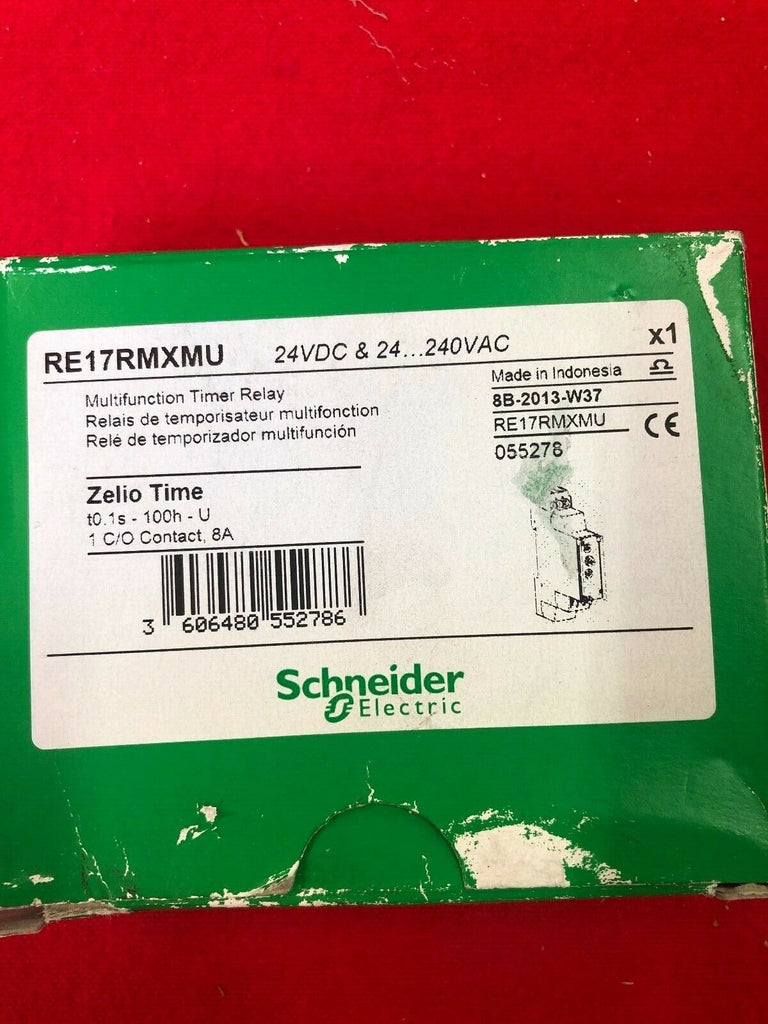 RE17RMXMU 24VDC & 24...240VAC x1
Multifunction Timer Relay
Relais de temporisateur multifonction
Relé de temporizador multifunción
Made in Indonesia
8B-2013-W37
RE17RMXMU
055278
CE
Zelio Time
t0.1s - 100h - U
1 C/O Contact, 8A
3 606480 552786
Schneider
Electric